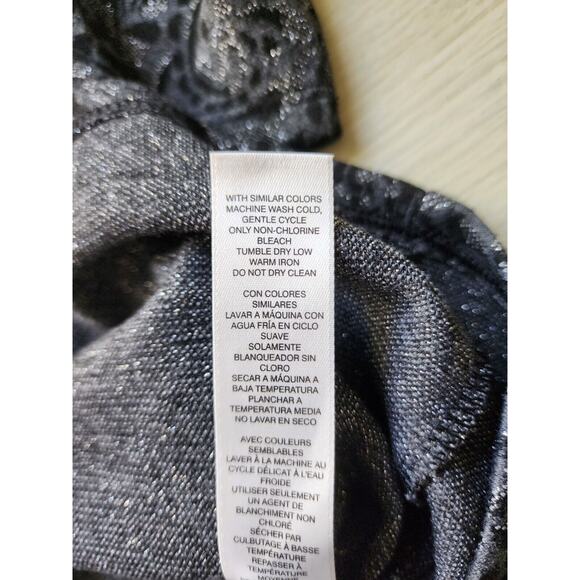 WITH SIMILAR COLORS
MACHINE WASH COLD,
GENTLE CYCLE
ONLY NON-CHLORINE
BLEACH
TUMBLE DRY LOW
WARM IRON
DO NOT DRY CLEAN
CON COLORES
SIMILARES
LAVAR A MÁQUINA CON
AGUA FRÍA EN CICLO
SUAVE
SOLAMENTE
BLANQUEADOR SIN
CLORO
SECAR A MÁQUINA A
BAJA TEMPERATURA
PLANCHAR A
TEMPERATURA MEDIA
NO LAVAR EN SECO
AVEC COULEURS
SEMBLABLES
LAVER À LA MACHINE AU
CYCLE DÉLICAT À L'EAU
FROIDE
UTILISER SEULEMENT
UN AGENT DE
BLANCHIMENT NON
CHLORÉ
SÉCHER PAR
CULBUTAGE À BASSE
TEMPÉRATURE
REPASSER À
TEMPÉRATURE
MOYENNE